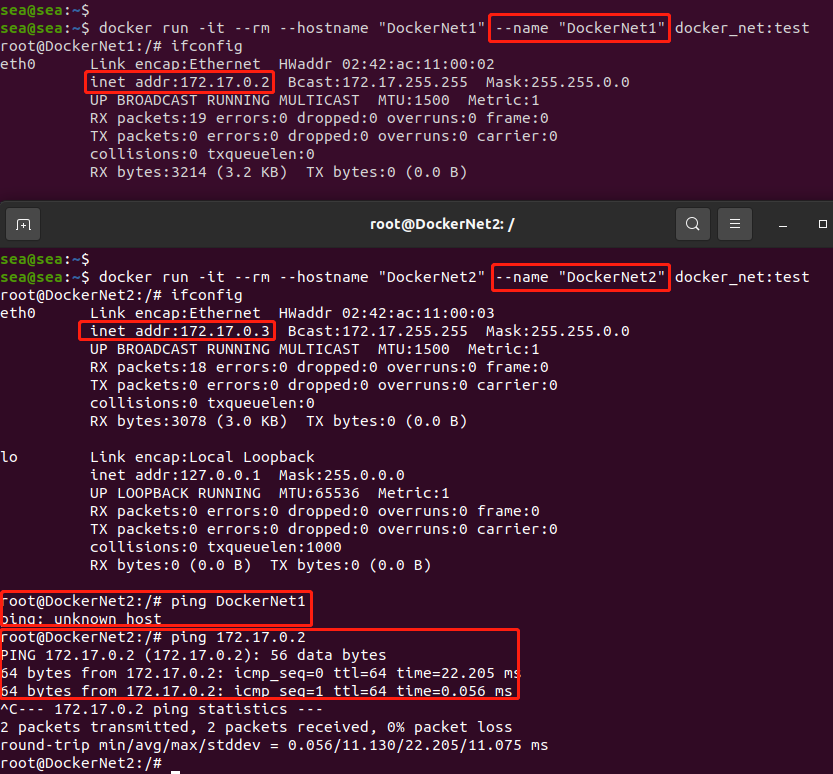 sea@sea:~$
sea@sea:~$ docker run -it --rm --hostname "DockerNet1" --name "DockerNet1" docker_net:test
root@DockerNet1:/# ifconfig
eth0      Link encap:Ethernet  HWaddr 02:42:ac:11:00:02
          inet addr:172.17.0.2  Bcast:172.17.255.255  Mask:255.255.0.0
          UP BROADCAST RUNNING MULTICAST  MTU:1500  Metric:1
          RX packets:19 errors:0 dropped:0 overruns:0 frame:0
          TX packets:0 errors:0 dropped:0 overruns:0 carrier:0
          collisions:0 txqueuelen:0
          RX bytes:3214 (3.2 KB)  TX bytes:0 (0.0 B)
root@DockerNet2: /
sea@sea:~$
sea@sea:~$ docker run -it --rm --hostname "DockerNet2" --name "DockerNet2" docker_net:test
root@DockerNet2:/# ifconfig
eth0      Link encap:Ethernet  HWaddr 02:42:ac:11:00:03
          inet addr:172.17.0.3  Bcast:172.17.255.255  Mask:255.255.0.0
          UP BROADCAST RUNNING MULTICAST  MTU:1500  Metric:1
          RX packets:18 errors:0 dropped:0 overruns:0 frame:0
          TX packets:0 errors:0 dropped:0 overruns:0 carrier:0
          collisions:0 txqueuelen:0
          RX bytes:3078 (3.0 KB)  TX bytes:0 (0.0 B)
lo        Link encap:Local Loopback
          inet addr:127.0.0.1  Mask:255.0.0.0
          UP LOOPBACK RUNNING  MTU:65536  Metric:1
          RX packets:0 errors:0 dropped:0 overruns:0 frame:0
          TX packets:0 errors:0 dropped:0 overruns:0 carrier:0
          collisions:0 txqueuelen:1000
          RX bytes:0 (0.0 B)  TX bytes:0 (0.0 B)
root@DockerNet2:/# ping DockerNet1
ping: unknown host
root@DockerNet2:/# ping 172.17.0.2
PING 172.17.0.2 (172.17.0.2): 56 data bytes
64 bytes from 172.17.0.2: icmp_seq=0 ttl=64 time=22.205 ms
64 bytes from 172.17.0.2: icmp_seq=1 ttl=64 time=0.056 ms
^C--- 172.17.0.2 ping statistics ---
2 packets transmitted, 2 packets received, 0% packet loss
round-trip min/avg/max/stddev = 0.056/11.130/22.205/11.075 ms
root@DockerNet2:/#